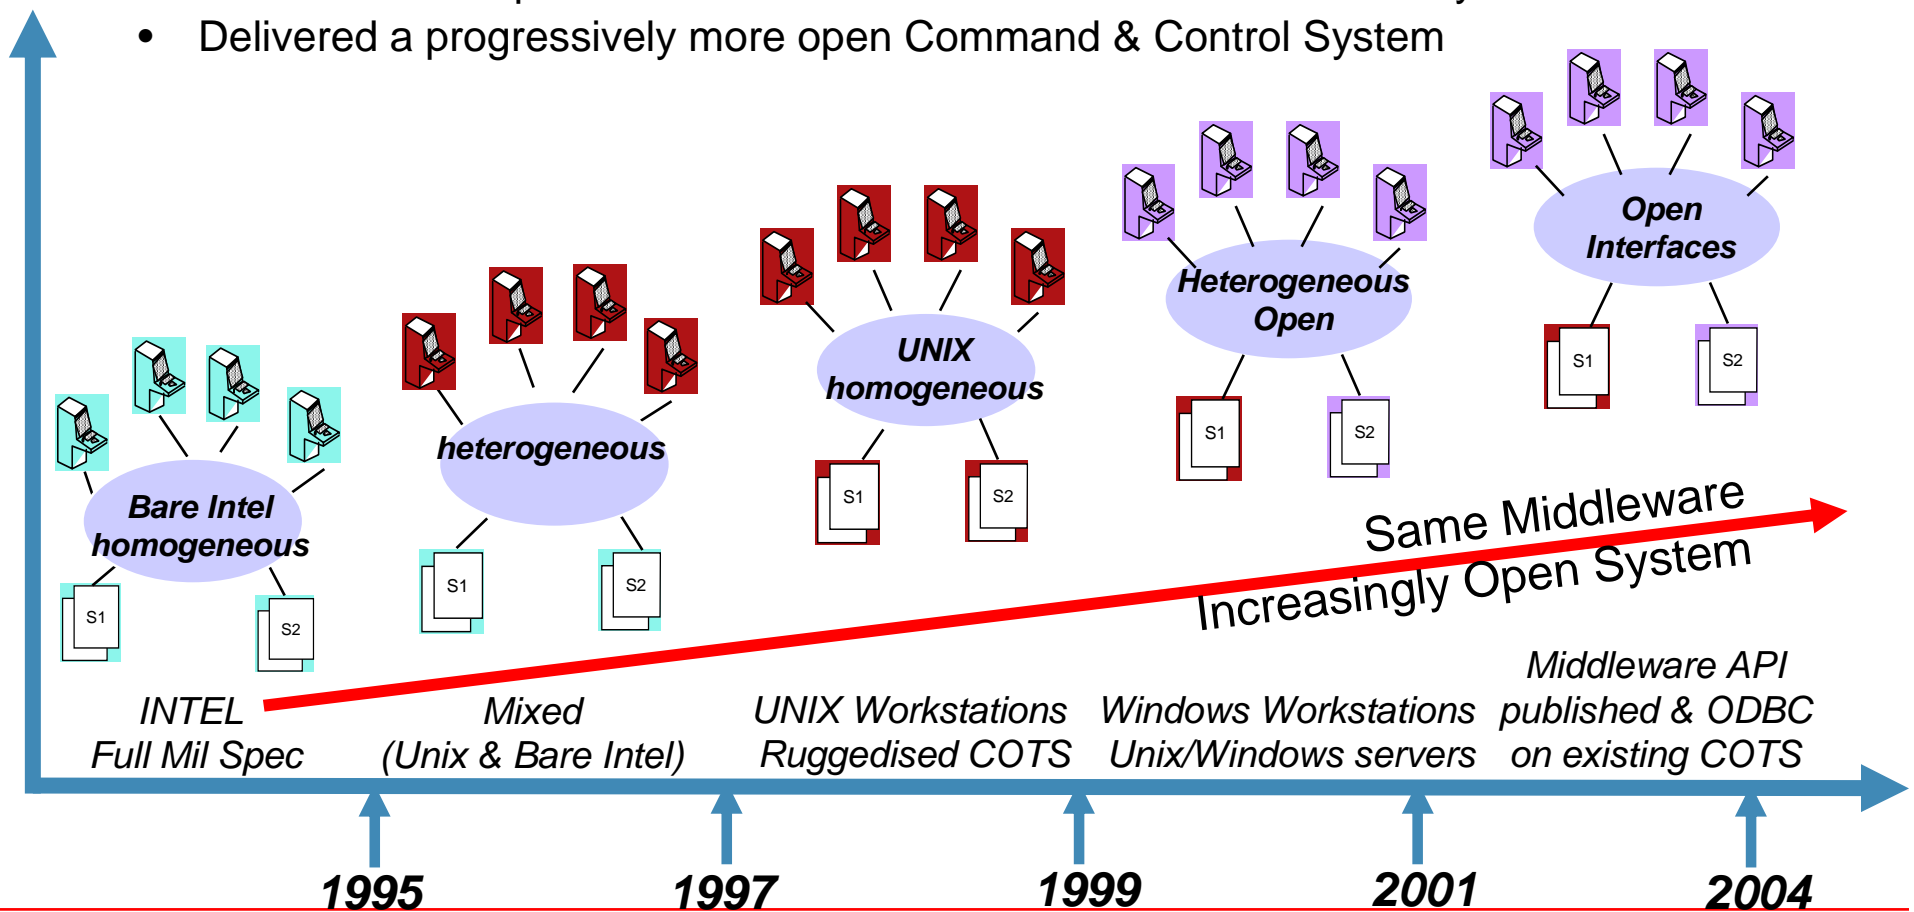 • Delivered a progressively more open Command & Control System
Open
Interfaces
Heterogeneous
Open
UNIX
homogeneous
heterogeneous
Bare Intel
homogeneous
S1
S2
S1
S2
S1
S2
S1
S2
S1
S2
Same Middleware
Increasingly Open System
INTEL
Full Mil Spec
Mixed
(Unix & Bare Intel)
UNIX Workstations
Ruggedised COTS
Windows Workstations
Unix/Windows servers
Middleware API
published & ODBC
on existing COTS
1995
1997
1999
2001
2004